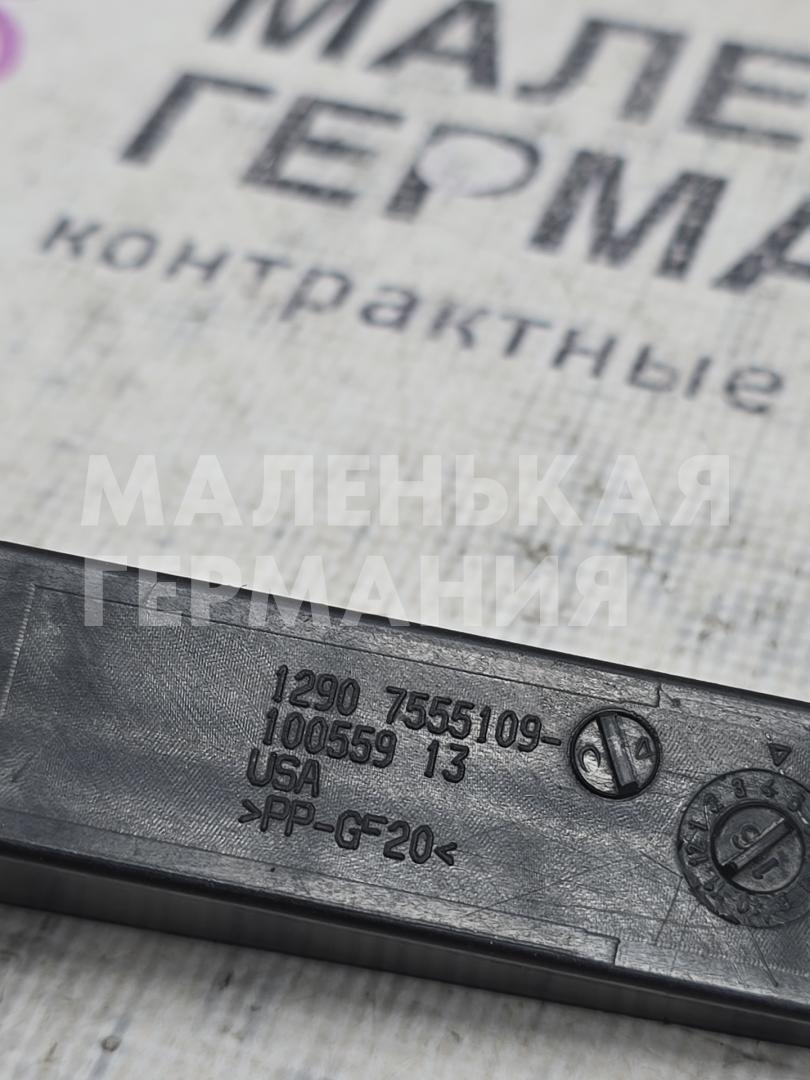 МАЛЕ
ГЕРМА
контрактные
МАЛЕНЬКАЯ
ГЕРМАНИЯ
1290 7555109-
100559 13
USA
>PP-GF20<